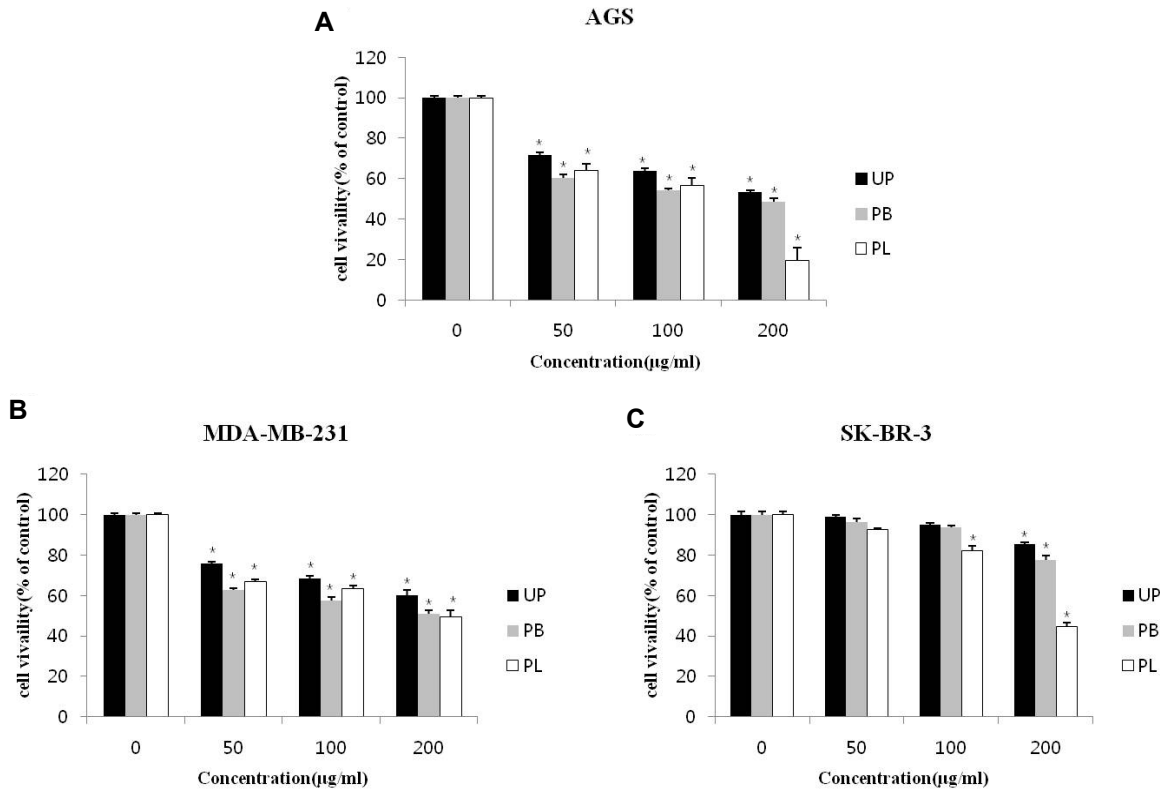 A
AGS
cell vivaility(% of control)
120
100
80
60
40
20
0
* * *
* * *
* * *
0 50 100 200
Concentration(µg/ml)
UP
PB
PL
B
MDA-MB-231
cell vivaility(% of control)
120
100
80
60
40
20
0
* * *
* * *
* * *
0 50 100 200
Concentration(µg/ml)
UP
PB
PL
C
SK-BR-3
cell vivaility(% of control)
120
100
80
60
40
20
0
*
* * *
0 50 100 200
Concentration(µg/ml)
UP
PB
PL